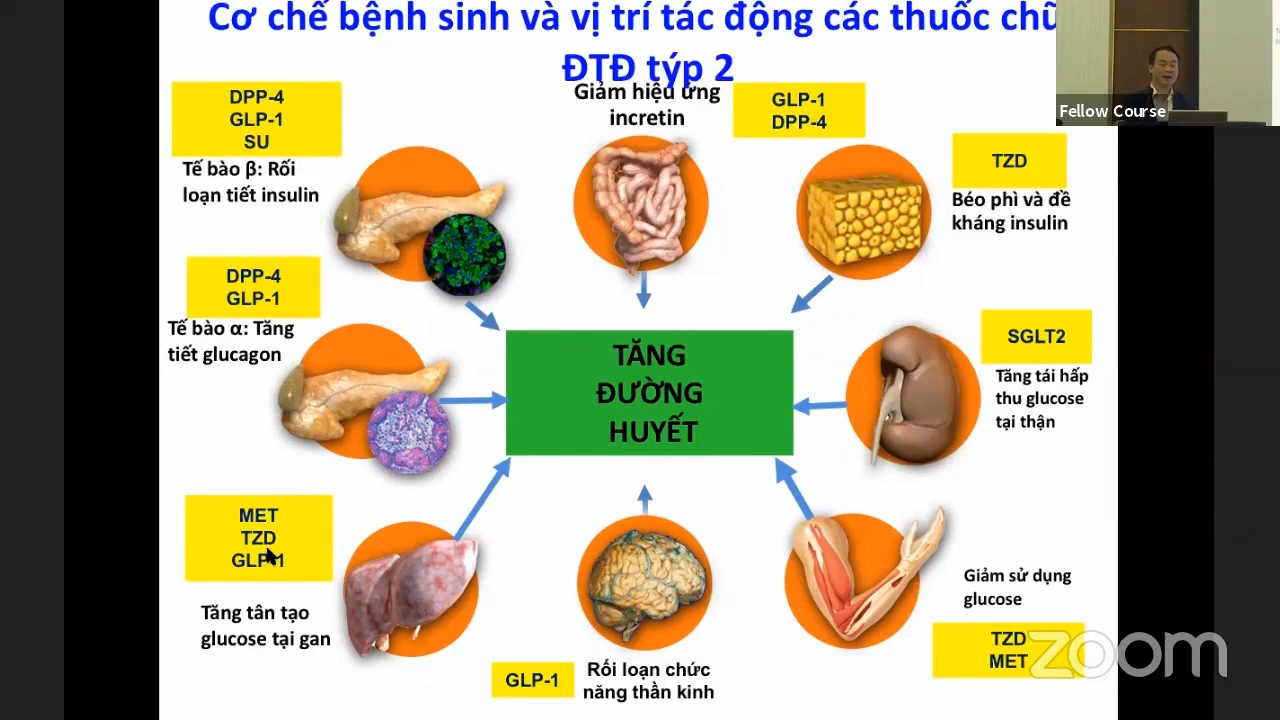 Cơ chế bệnh sinh và vị trí tác động các thuốc chữ
ĐTĐ týp 2
Fellow Course
DPP-4
GLP-1
SU
Tế bào β: Rối
loạn tiết insulin
Giảm hiệu ứng
incretin
GLP-1
DPP-4
TZD
Béo phì và đề
kháng insulin
DPP-4
GLP-1
Tế bào α: Tăng
tiết glucagon
TĂNG
ĐƯỜNG
HUYẾT
SGLT2
Tăng tái hấp
thu glucose
tại thận
MET
TZD
GLP-1
Tăng tân tạo
glucose tại gan
GLP-1
Rối loạn chức
năng thần kinh
Giảm sử dụng
glucose
TZD
MET
zoom